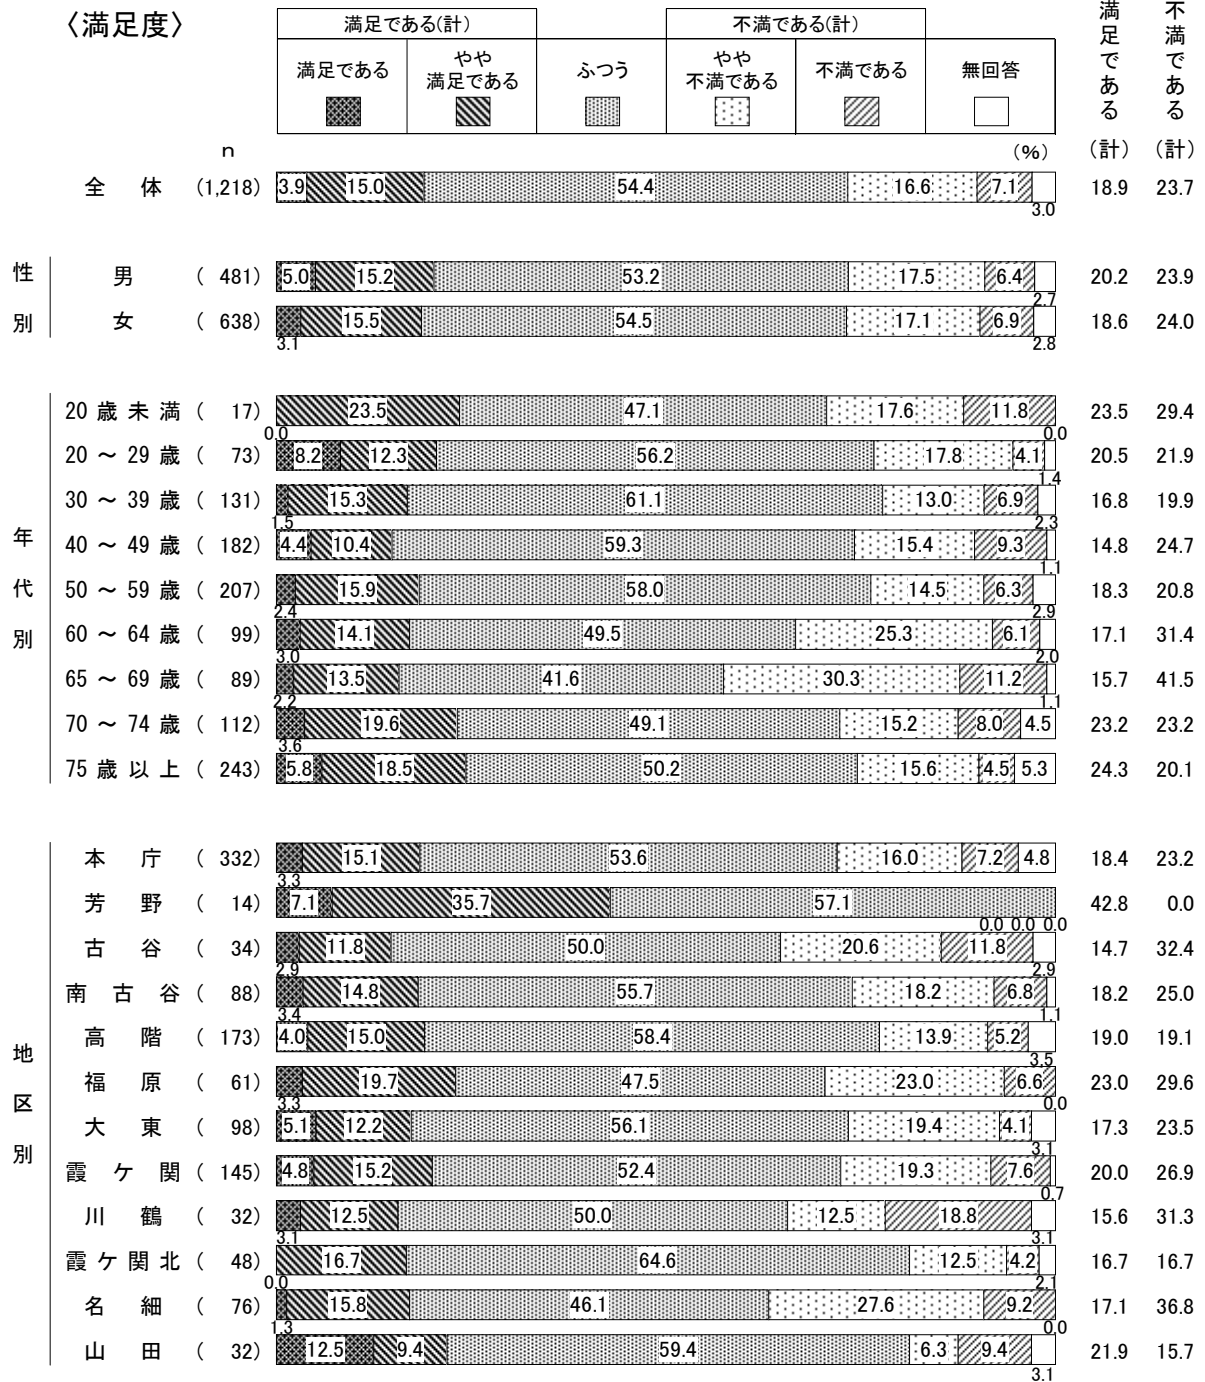 〈満足度〉
満足である(計) 不満である(計)
満足である やや満足である ふつう やや不満である 不満である 無回答
満足である(計) 不満である(計)
n (%)
全体 (1,218) 3.9 15.0 54.4 16.6 7.1 3.0 18.9 23.7
性別
男 ( 481) 5.0 15.2 53.2 17.5 6.4 2.7 20.2 23.9
女 ( 638) 3.1 15.5 54.5 17.1 6.9 2.8 18.6 24.0
年代別
20歳未満 ( 17) 0.0 23.5 47.1 17.6 11.8 0.0 23.5 29.4
20～29歳 ( 73) 8.2 12.3 56.2 17.8 4.1 1.4 20.5 21.9
30～39歳 ( 131) 1.5 15.3 61.1 13.0 6.9 2.3 16.8 19.9
40～49歳 ( 182) 4.4 10.4 59.3 15.4 9.3 1.1 14.8 24.7
50～59歳 ( 207) 2.4 15.9 58.0 14.5 6.3 2.9 18.3 20.8
60～64歳 ( 99) 3.0 14.1 49.5 25.3 6.1 2.0 17.1 31.4
65～69歳 ( 89) 2.2 13.5 41.6 30.3 11.2 1.1 15.7 41.5
70～74歳 ( 112) 3.6 19.6 49.1 15.2 8.0 4.5 23.2 23.2
75歳以上 ( 243) 5.8 18.5 50.2 15.6 4.5 5.3 24.3 20.1
地区別
本庁 ( 332) 3.3 15.1 53.6 16.0 7.2 4.8 18.4 23.2
芳野 ( 14) 7.1 35.7 57.1 0.0 0.0 0.0 42.8 0.0
古谷 ( 34) 2.9 11.8 50.0 20.6 11.8 2.9 14.7 32.4
南古谷 ( 88) 3.4 14.8 55.7 18.2 6.8 1.1 18.2 25.0
高階 ( 173) 4.0 15.0 58.4 13.9 5.2 3.5 19.0 19.1
福原 ( 61) 3.3 19.7 47.5 23.0 6.6 0.0 23.0 29.6
大東 ( 98) 5.1 12.2 56.1 19.4 4.1 3.1 17.3 23.5
霞ケ関 ( 145) 4.8 15.2 52.4 19.3 7.6 0.7 20.0 26.9
川鶴 ( 32) 3.1 12.5 50.0 12.5 18.8 3.1 15.6 31.3
霞ケ関北 ( 48) 0.0 16.7 64.6 12.5 4.2 2.1 16.7 16.7
名細 ( 76) 1.3 15.8 46.1 27.6 9.2 0.0 17.1 36.8
山田 ( 32) 12.5 9.4 59.4 6.3 9.4 3.1 21.9 15.7